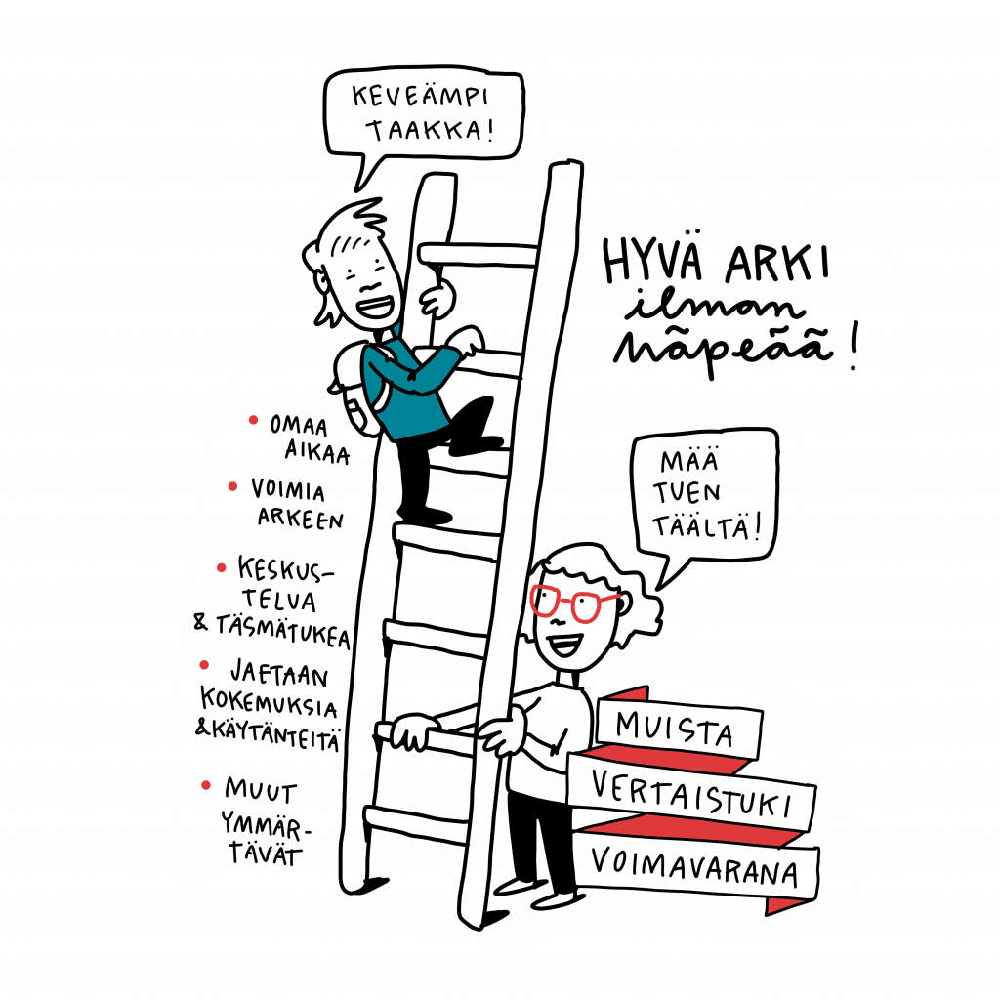 KEVEÄMPI
TAAKKA!
HYVÄ ARKI
ilman
näpeää!
• OMAA
AIKAA
• VOIMIA
ARKEEN
• KESKUS-
TELUA
& TÄSMÄTUKEA
• JAETAAN
KOKEMUKSIA
& KÄYTÄNTEITÄ
• MUUT
YMMÄR-
TÄVÄT
MÄÄ
TUEN
TÄÄLTÄ!
MUISTA
VERTAISTUKI
VOIMAVARANA